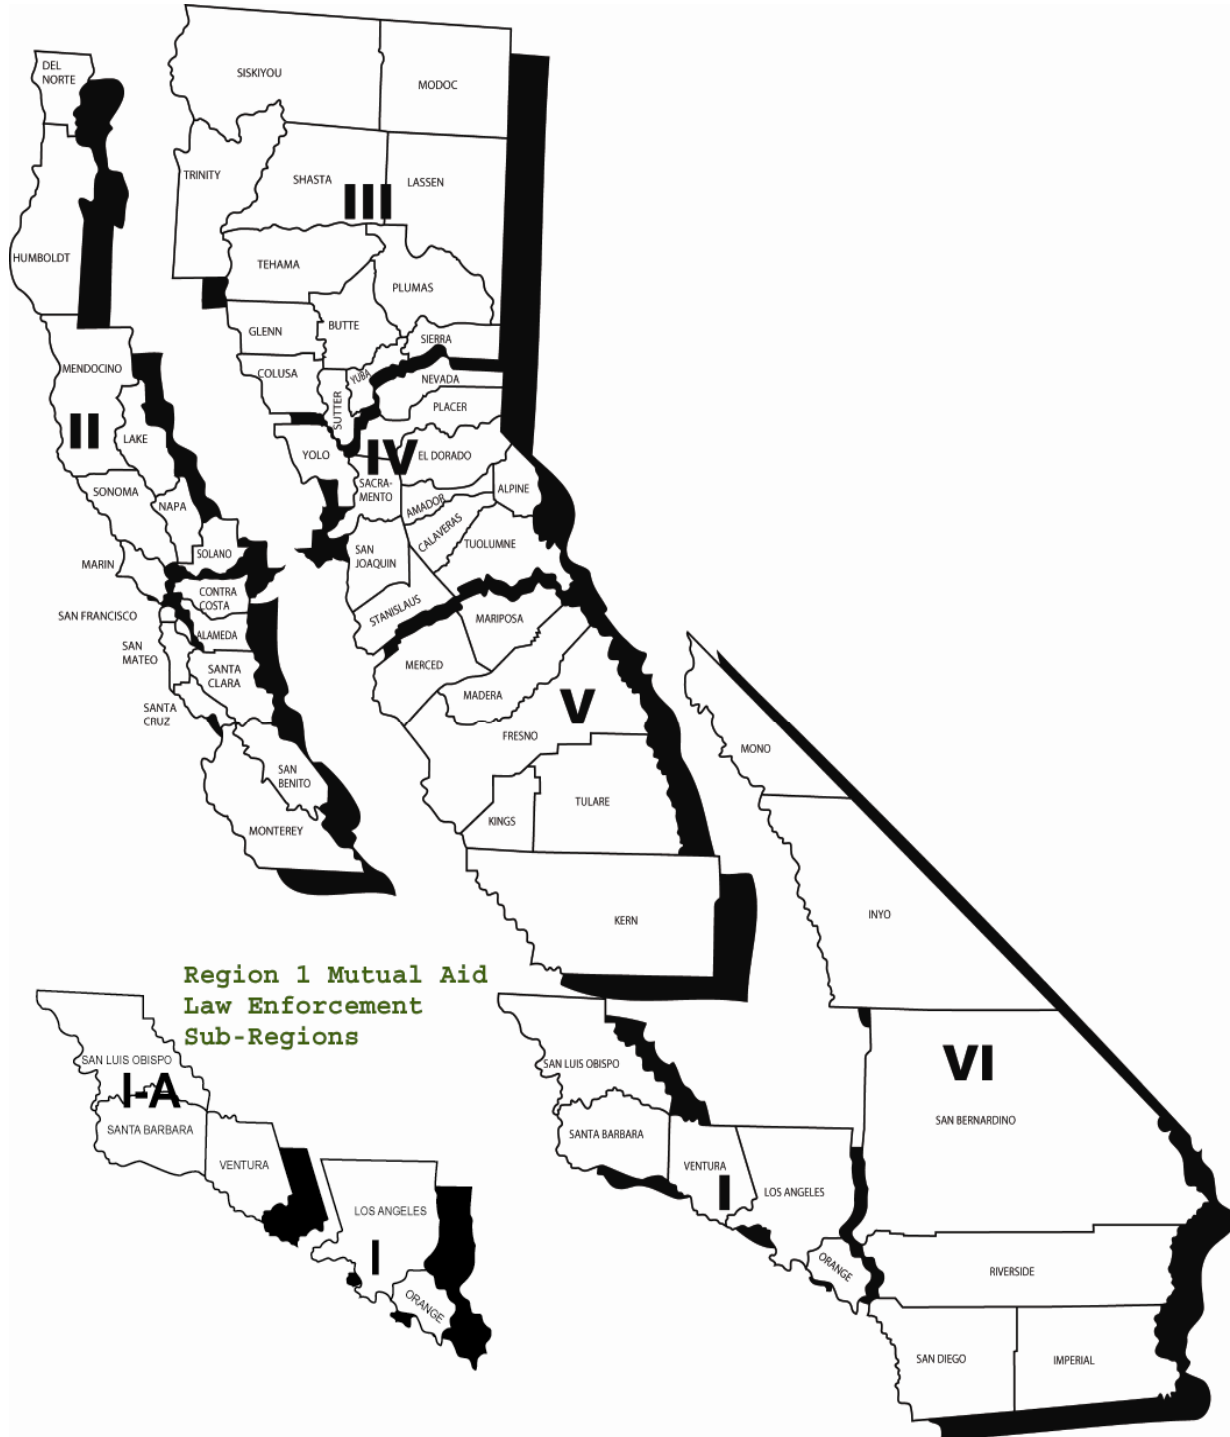 DEL
NORTE
SISKIYOU
MODOC
TRINITY
SHASTA
LASSEN
III
HUMBOLDT
TEHAMA
PLUMAS
GLENN
BUTTE
SIERRA
MENDOCINO
COLUSA
YUBA
NEVADA
SUTTER
PLACER
II
LAKE
YOLO
IV
EL DORADO
SONOMA
NAPA
SACRA-
MENTO
AMADOR
ALPINE
CALAVERAS
TUOLUMNE
SOLANO
MARIN
SAN
JOAQUIN
CONTRA
COSTA
STANISLAUS
SAN FRANCISCO
ALAMEDA
MARIPOSA
SAN
MATEO
SANTA
CLARA
MERCED
MADERA
V
SANTA
CRUZ
FRESNO
MONO
SAN
BENITO
TULARE
KINGS
MONTEREY
KERN
INYO
Region 1 Mutual Aid
Law Enforcement
Sub-Regions
SAN LUIS OBISPO
I-A
SANTA BARBARA
VENTURA
LOS ANGELES
I
ORANGE
SAN LUIS OBISPO
SANTA BARBARA
VENTURA
I
LOS ANGELES
ORANGE
VI
SAN BERNARDINO
RIVERSIDE
SAN DIEGO
IMPERIAL